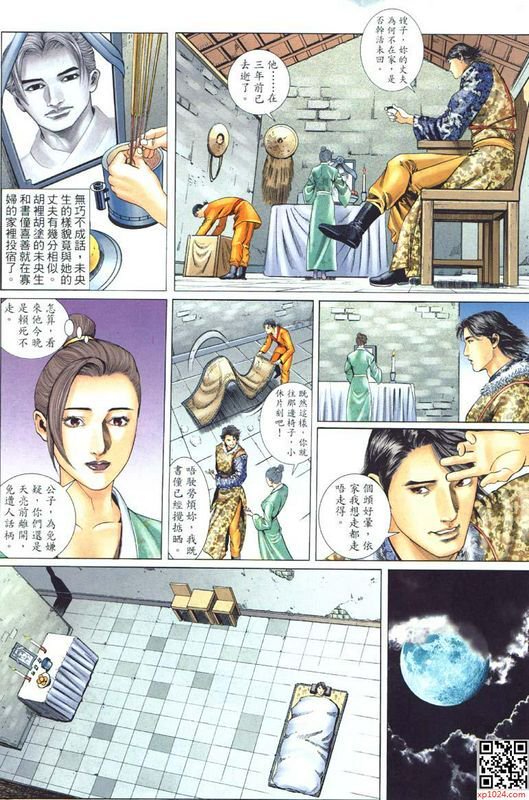 嫂子，妳的丈夫
為何不在家，是
否幹活未回。
他……在
三年前已
去逝了。
無巧不成話，未央
生的樣貌竟與她的
丈夫有幾分相似。
胡裡胡塗的未央生
和書僮喜善就在寡
婦的家裡投宿了。
個頭好暈，依
家我想走都走
唔走得。
既然這樣，你就
往那邊椅子，小
休片刻吧！
唔駛勞煩妳，我既
書僮已經攪掂晒。
怎算，看
來他今晚
是賴死不
走。
公子，為免嫌
疑，你們還是
天亮前離開，
免遭人話柄
xp1024.com